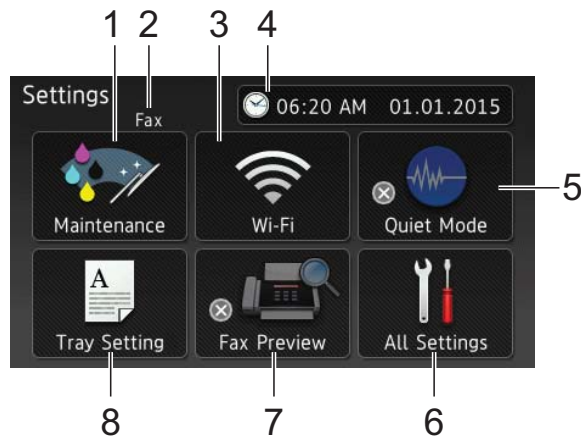 1 2 3 4
Settings
Fax
06:20 AM 01.01.2015
Maintenance Wi-Fi Quiet Mode
5
A
Tray Setting Fax Preview All Settings
8 7 6